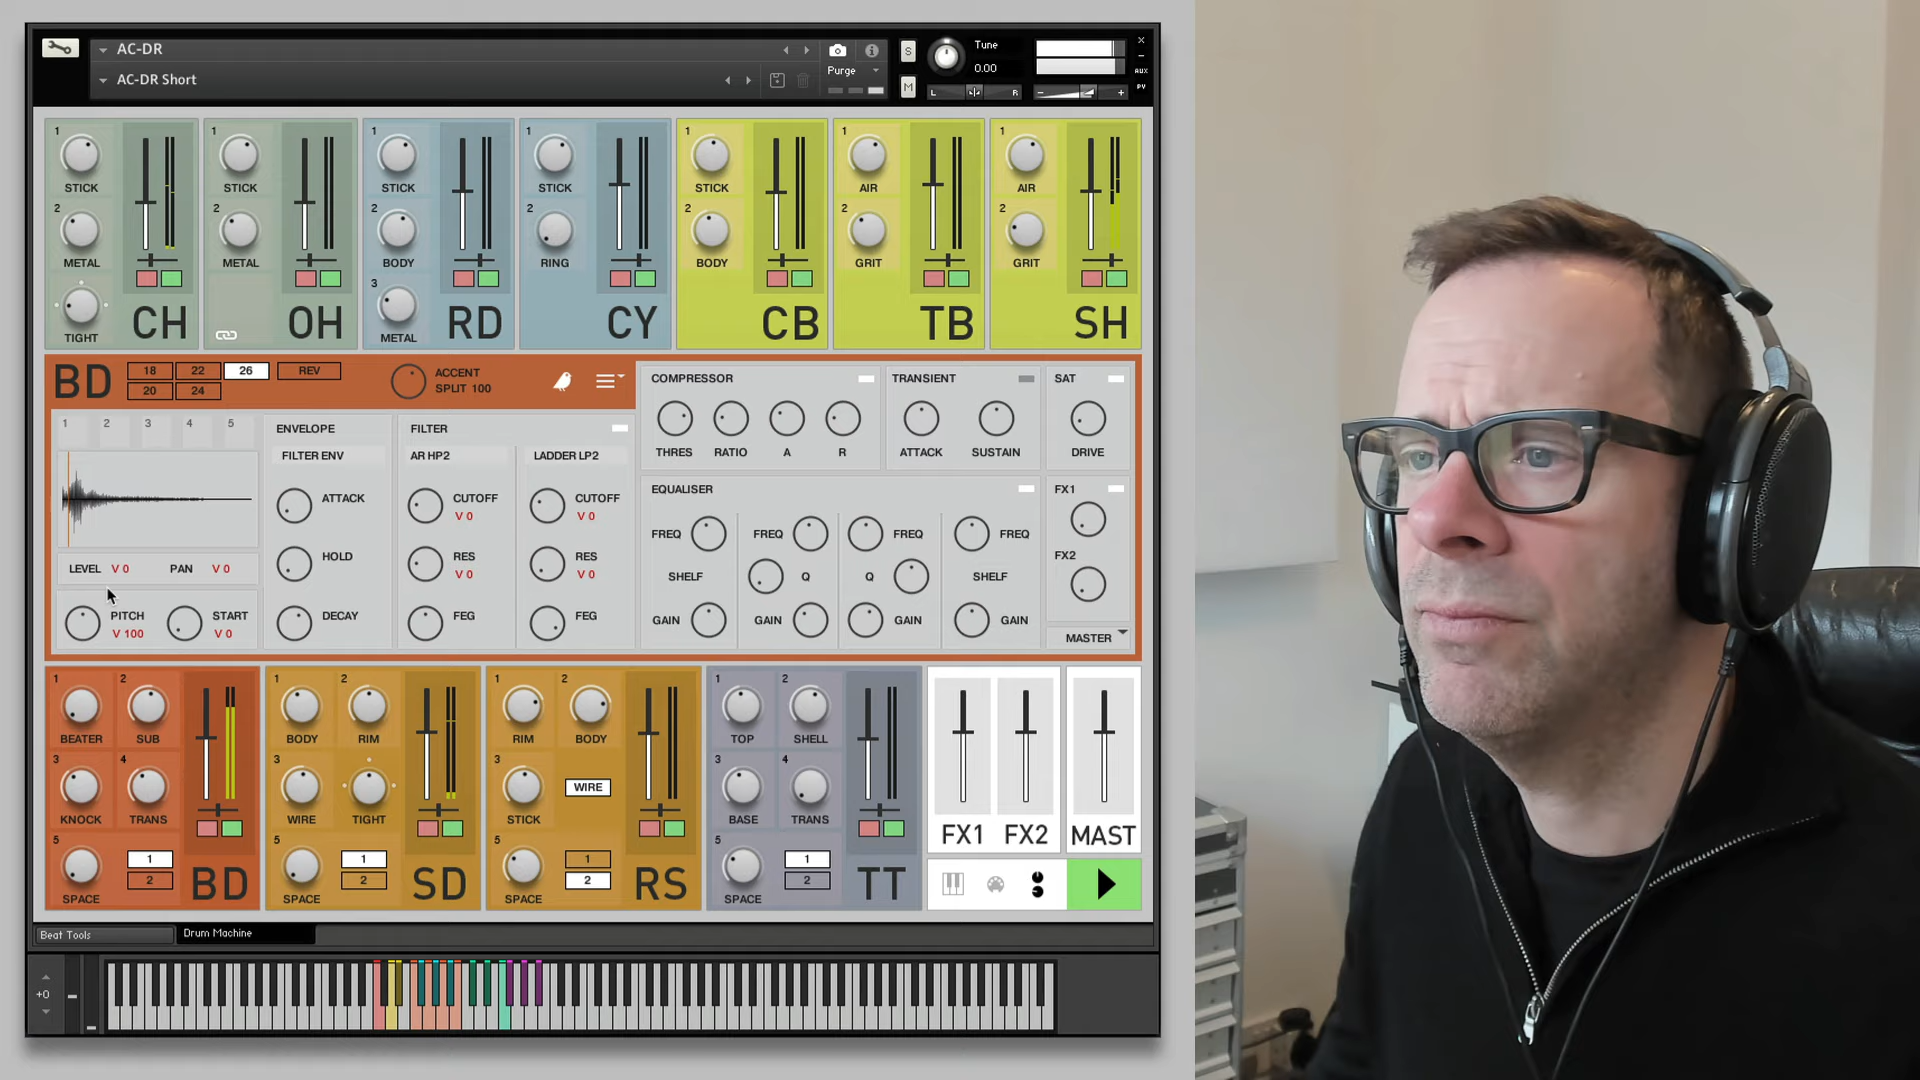 AC-DR
AC-DR Short
Purge
S
M
Tune
0.00
L R
- +
AUX
PV
1 STICK
2 METAL
TIGHT
CH
1 STICK
2 METAL
OH
1 STICK
2 BODY
3 METAL
RD
1 STICK
2 RING
CY
1 STICK
2 BODY
CB
1 AIR
2 GRIT
TB
1 AIR
2 GRIT
SH
BD
18 22 26 REV
20 24
ACCENT
SPLIT 100
COMPRESSOR
THRES RATIO A R
TRANSIENT
ATTACK SUSTAIN
SAT
DRIVE
1 2 3 4 5
LEVEL V 0 PAN V 0
PITCH
V 100
START
V 0
ENVELOPE
FILTER ENV
ATTACK
HOLD
DECAY
FILTER
AR HP2
CUTOFF
V 0
RES
V 0
FEG
LADDER LP2
CUTOFF
V 0
RES
V 0
FEG
EQUALISER
FREQ FREQ FREQ FREQ
SHELF Q Q SHELF
GAIN GAIN GAIN GAIN
FX1
FX2
MASTER
1 BEATER
2 SUB
3 KNOCK
4 TRANS
5 SPACE
1
2
BD
1 BODY
2 RIM
3 WIRE
TIGHT
5 SPACE
1
2
SD
1 RIM
2 BODY
3 STICK
WIRE
5 SPACE
1
2
RS
1 TOP
2 SHELL
3 BASE
4 TRANS
5 SPACE
1
2
TT
FX1 FX2 MAST
Beat Tools Drum Machine
+0